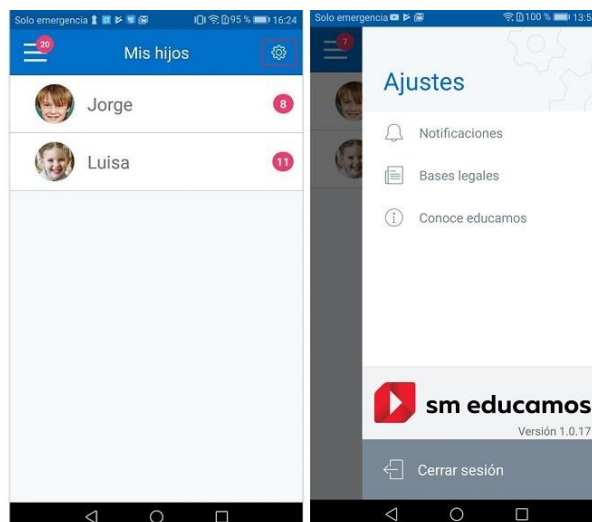 Solo emergencia 95 % 16:24
20
Mis hijos
Jorge 8
Luisa 11
Solo emergencia 100 % 13:5
7
Ajustes
Notificaciones
Bases legales
Conoce educamos
sm educamos
Versión 1.0.17
Cerrar sesión